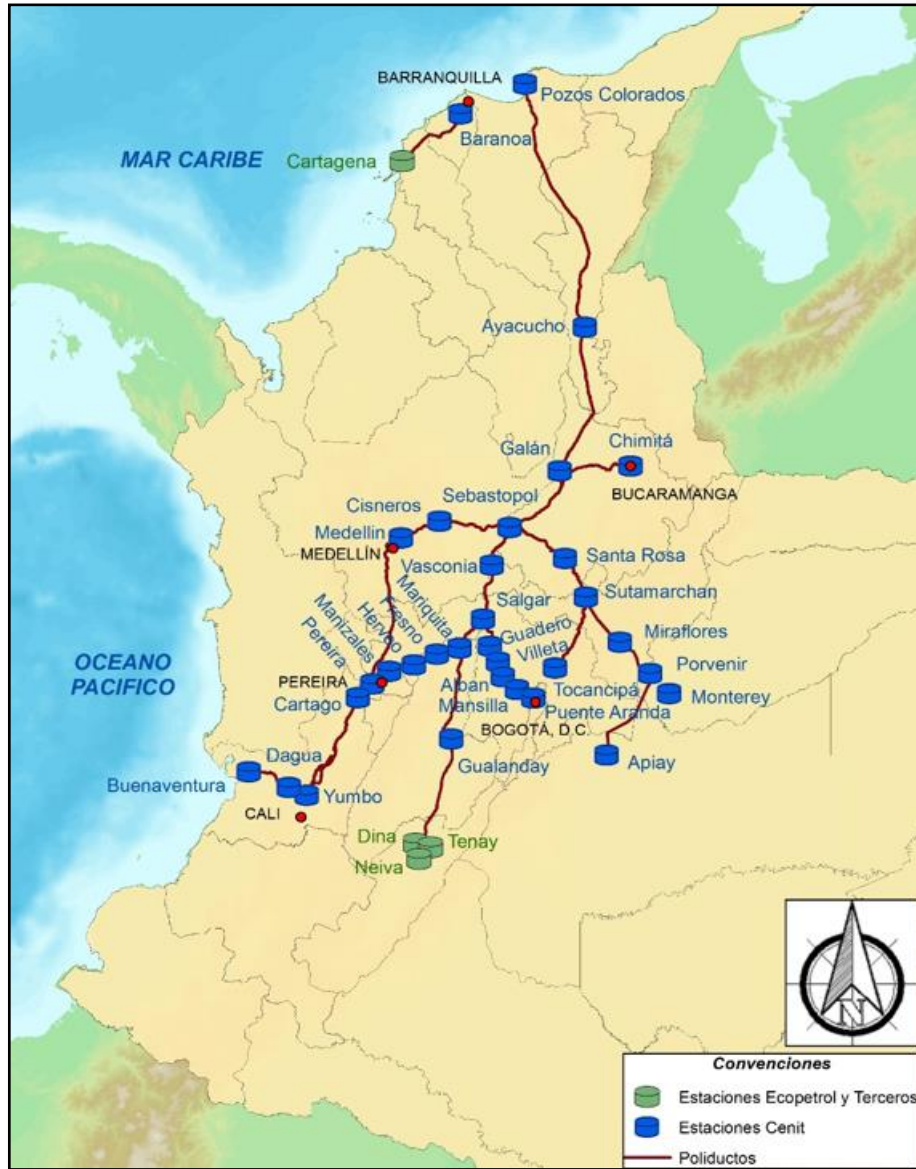 BARRANQUILLA
Pozos Colorados
Baranoa
MAR CARIBE
Cartagena
Ayacucho
Galán
Chimitá
BUCARAMANGA
Sebastopol
Cisneros
Medellin
MEDELLÍN
Vasconia
Santa Rosa
Sutamarchan
Salgar
Mariquita
Fresno
Herveo
Manizales
Pereira
Guadero
Villeta
Miraflores
OCEANO
PACIFICO
PEREIRA
Porvenir
Cartago
Alban
Tocancipá
Monterey
Mansilla
Puente Aranda
BOGOTÁ, D.C.
Dagua
Gualanday
Apiay
Buenaventura
Yumbo
CALI
Dina
Tenay
Neiva
N
Convenciones
Estaciones Ecopetrol y Terceros
Estaciones Cenit
Poliductos